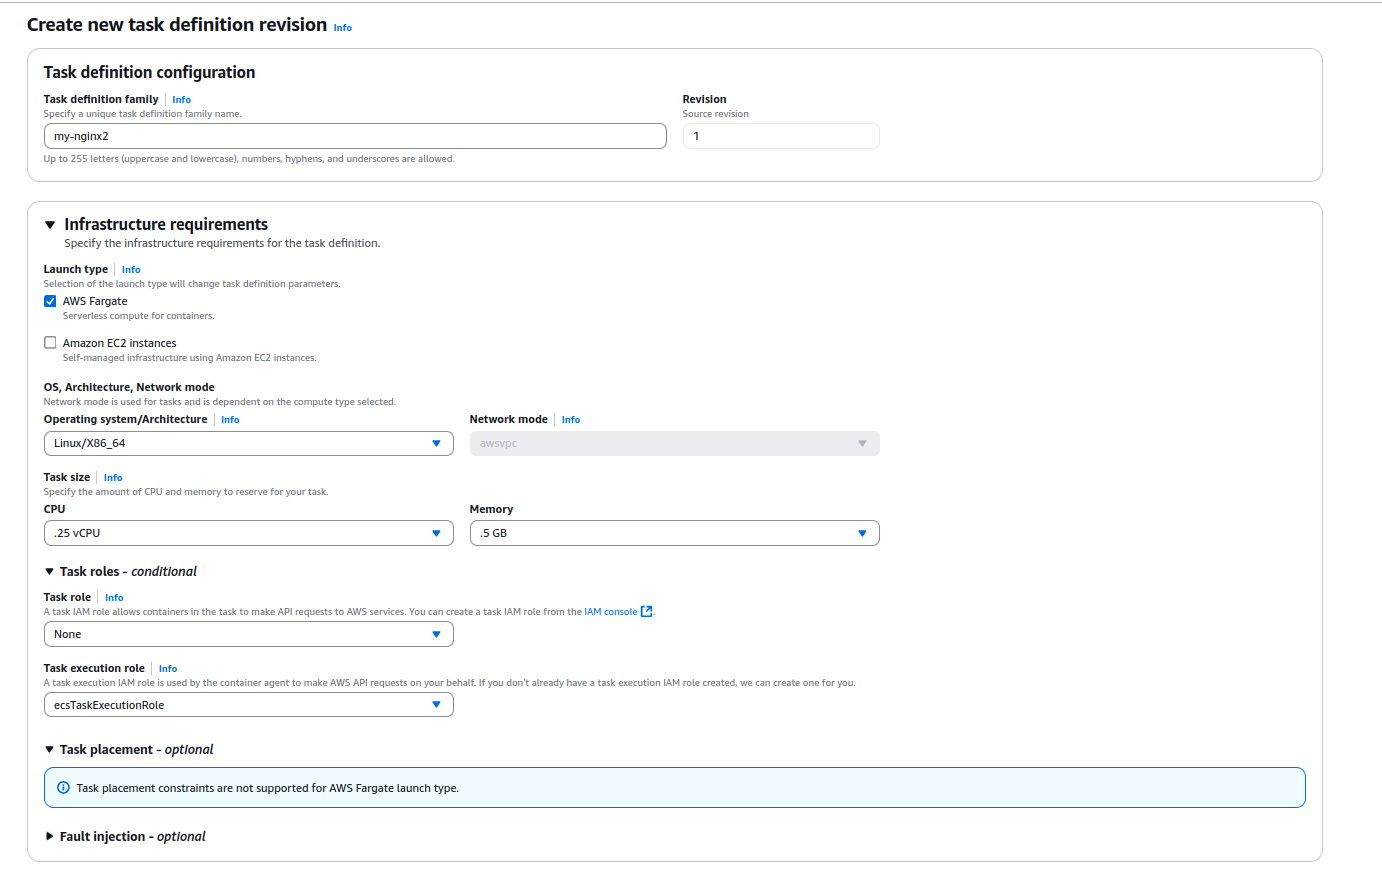 Create new task definition revision Info
Task definition configuration
Task definition family Info
Specify a unique task definition family name.
my-nginx2
Up to 255 letters (uppercase and lowercase), numbers, hyphens, and underscores are allowed.
Revision
Source revision
1
Infrastructure requirements
Specify the infrastructure requirements for the task definition.
Launch type Info
Selection of the launch type will change task definition parameters.
AWS Fargate
Serverless compute for containers.
Amazon EC2 instances
Self-managed infrastructure using Amazon EC2 instances.
OS, Architecture, Network mode
Network mode is used for tasks and is dependent on the compute type selected.
Operating system/Architecture Info
Linux/X86_64
Network mode Info
awsvpc
Task size Info
Specify the amount of CPU and memory to reserve for your task.
CPU
.25 vCPU
Memory
.5 GB
Task roles - conditional
Task role Info
A task IAM role allows containers in the task to make API requests to AWS services. You can create a task IAM role from the IAM console.
None
Task execution role Info
A task execution IAM role is used by the container agent to make AWS API requests on your behalf. If you don't already have a task execution IAM role created, we can create one for you.
ecsTaskExecutionRole
Task placement - optional
Task placement constraints are not supported for AWS Fargate launch type.
Fault injection - optional